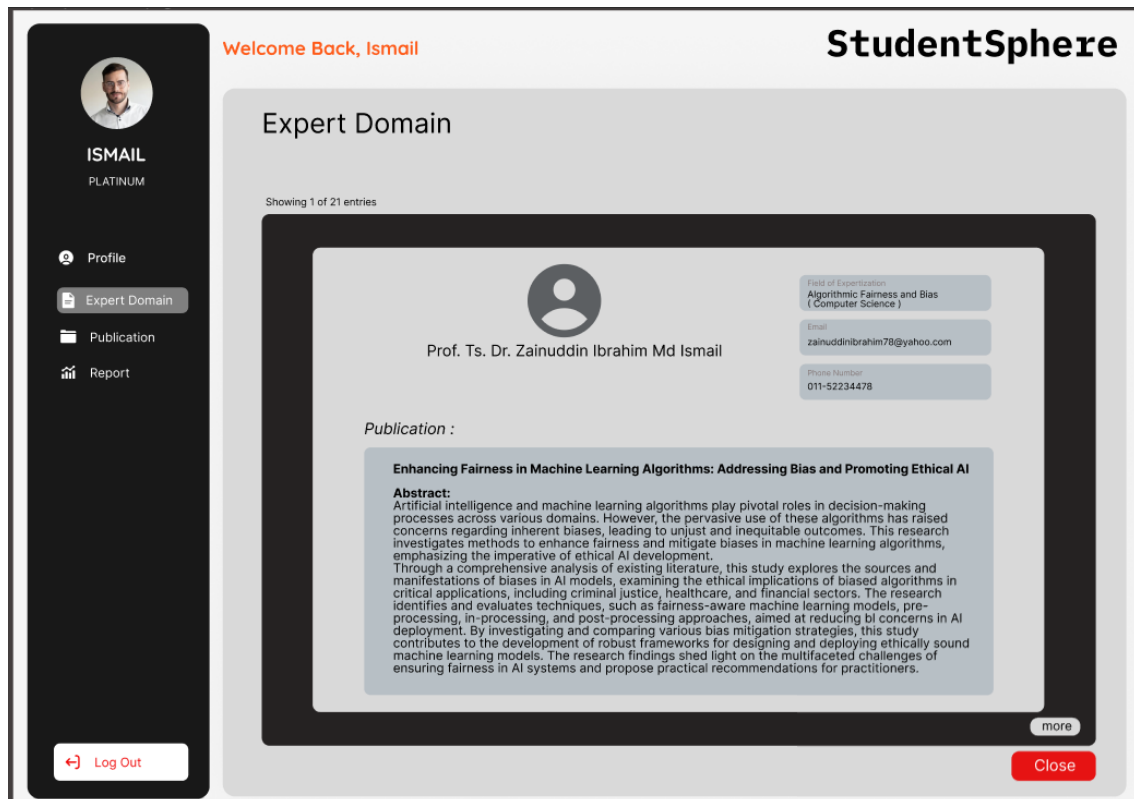 Welcome Back, Ismail
StudentSphere
ISMAIL
PLATINUM
Profile
Expert Domain
Publication
Report
Log Out
Expert Domain
Showing 1 of 21 entries
Prof. Ts. Dr. Zainuddin Ibrahim Md Ismail
Field of Expertization
Algorithmic Fairness and Bias
( Computer Science )
Email
zainuddinibrahim78@yahoo.com
Phone Number
011-52234478
Publication :
Enhancing Fairness in Machine Learning Algorithms: Addressing Bias and Promoting Ethical AI
Abstract:
Artificial intelligence and machine learning algorithms play pivotal roles in decision-making
processes across various domains. However, the pervasive use of these algorithms has raised
concerns regarding inherent biases, leading to unjust and inequitable outcomes. This research
investigates methods to enhance fairness and mitigate biases in machine learning algorithms,
emphasizing the imperative of ethical AI development.
Through a comprehensive analysis of existing literature, this study explores the sources and
manifestations of biases in AI models, examining the ethical implications of biased algorithms in
critical applications, including criminal justice, healthcare, and financial sectors. The research
identifies and evaluates techniques, such as fairness-aware machine learning models, pre-
processing, in-processing, and post-processing approaches, aimed at reducing bl concerns in AI
deployment. By investigating and comparing various bias mitigation strategies, this study
contributes to the development of robust frameworks for designing and deploying ethically sound
machine learning models. The research findings shed light on the multifaceted challenges of
ensuring fairness in AI systems and propose practical recommendations for practitioners.
more
Close